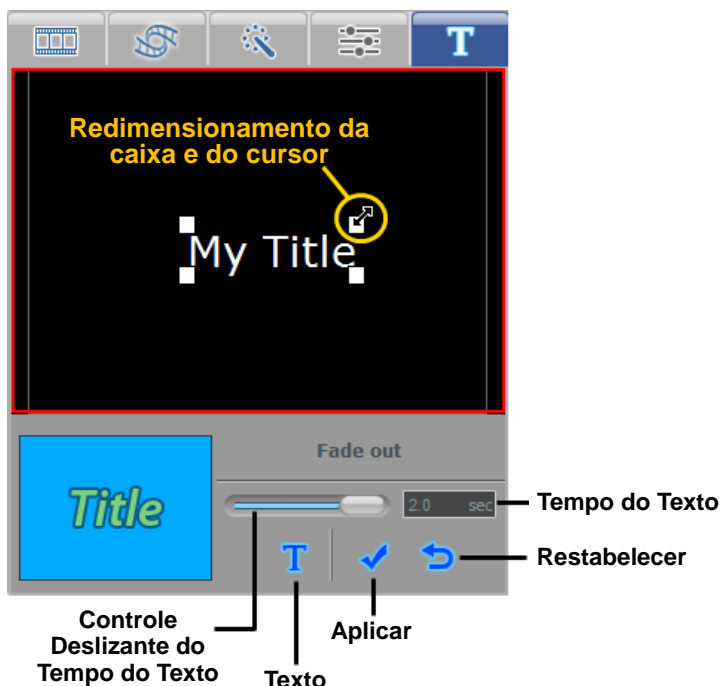 T
Redimensionamento da
caixa e do cursor
My Title
Fade out
Title
2.0 sec
Tempo do Texto
T
Restabelecer
Controle
Deslizante do
Tempo do Texto
Aplicar
Texto